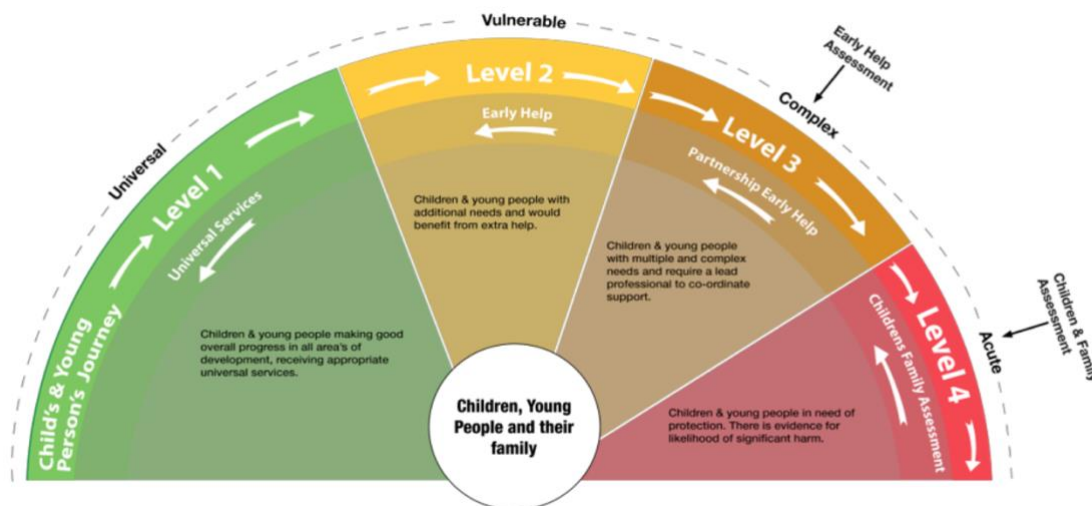 Vulnerable
Early Help
Assessment
Complex
Universal
Level 1
Level 2
Level 3
Level 4
Universal Services
Early Help
Partnership Early Help
Childrens Family Assessment
Child's & Young
Person's Journey
Acute
Children & Family
Assessment
Children & young people making good
overall progress in all area's of
development, receiving appropriate
universal services.
Children & young people with
additional needs and would
benefit from extra help.
Children & young people
with multiple and complex
needs and require a lead
professional to co-ordinate
support.
Children & young people in need of
protection. There is evidence for
likelihood of significant harm.
Children, Young
People and their
family